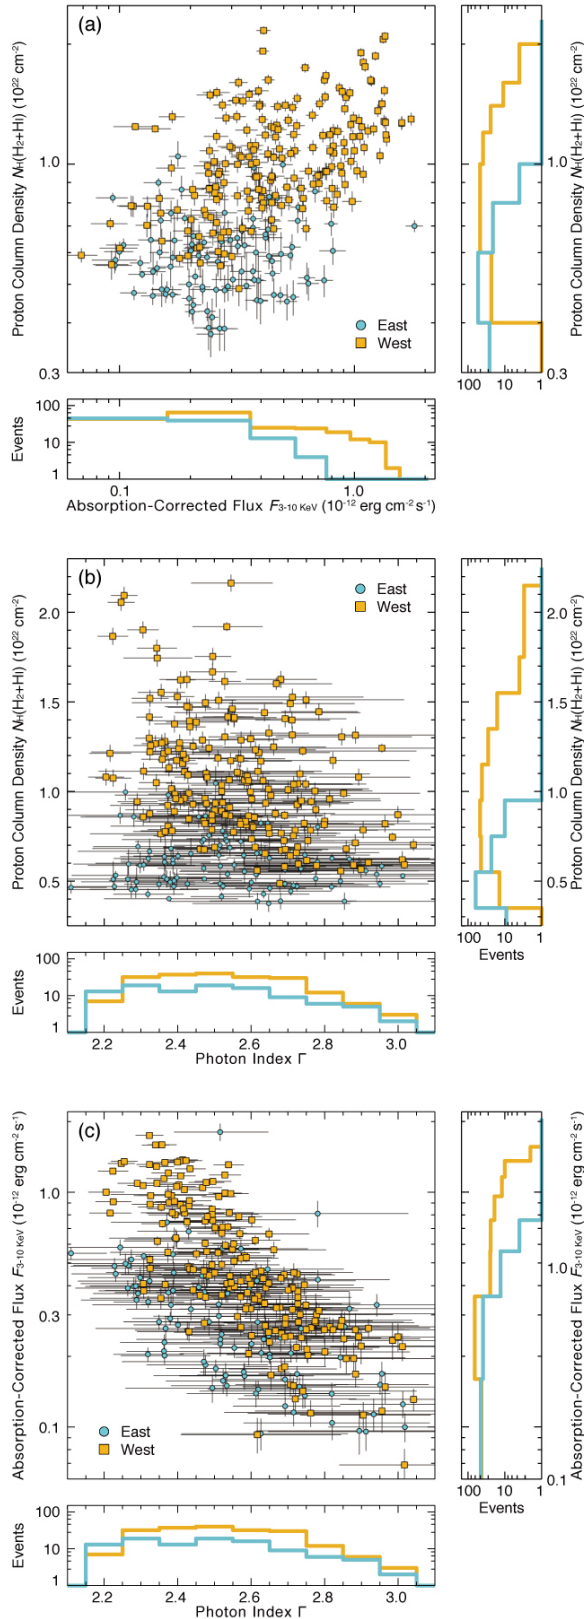 (a)
Proton Column Density NH(H2+HI) (10²² cm⁻²)
1.0
0.3
East
West
1.0
0.3
100 10 1
Proton Column Density NH(H2+HI) (10²² cm⁻²)
Events
100
10
1
0.1 1.0
Absorption-Corrected Flux F3-10 KeV (10⁻¹² erg cm⁻² s⁻¹)
(b)
Proton Column Density NH(H2+HI) (10²² cm⁻²)
2.0
1.5
1.0
0.5
East
West
2.0
1.5
1.0
0.5
100 10 1
Events
Proton Column Density NH(H2+HI) (10²² cm⁻²)
Events
100
10
1
2.2 2.4 2.6 2.8 3.0
Photon Index Γ
(c)
Absorption-Corrected Flux F3-10 KeV (10⁻¹² erg cm⁻² s⁻¹)
1.0
0.3
0.1
East
West
1.0
0.1
100 10 1
Events
Absorption-Corrected Flux F3-10 KeV (10⁻¹² erg cm⁻² s⁻¹)
Events
100
10
1
2.2 2.4 2.6 2.8 3.0
Photon Index Γ